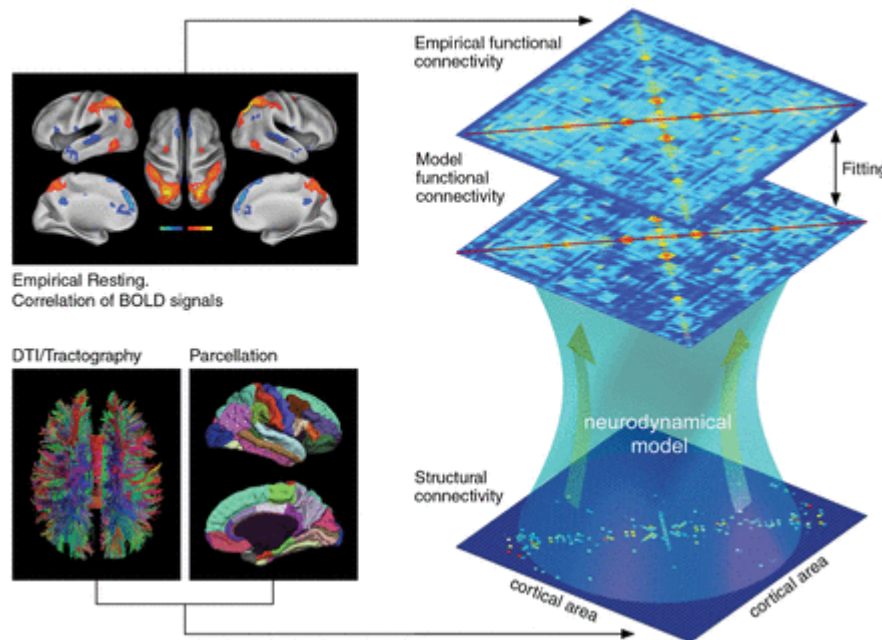 Empirical functional
connectivity
Model
functional
connectivity
Fitting
Empirical Resting.
Correlation of BOLD signals
DTI/Tractography
Parcellation
neurodynamical
model
Structural
connectivity
cortical area
cortical area